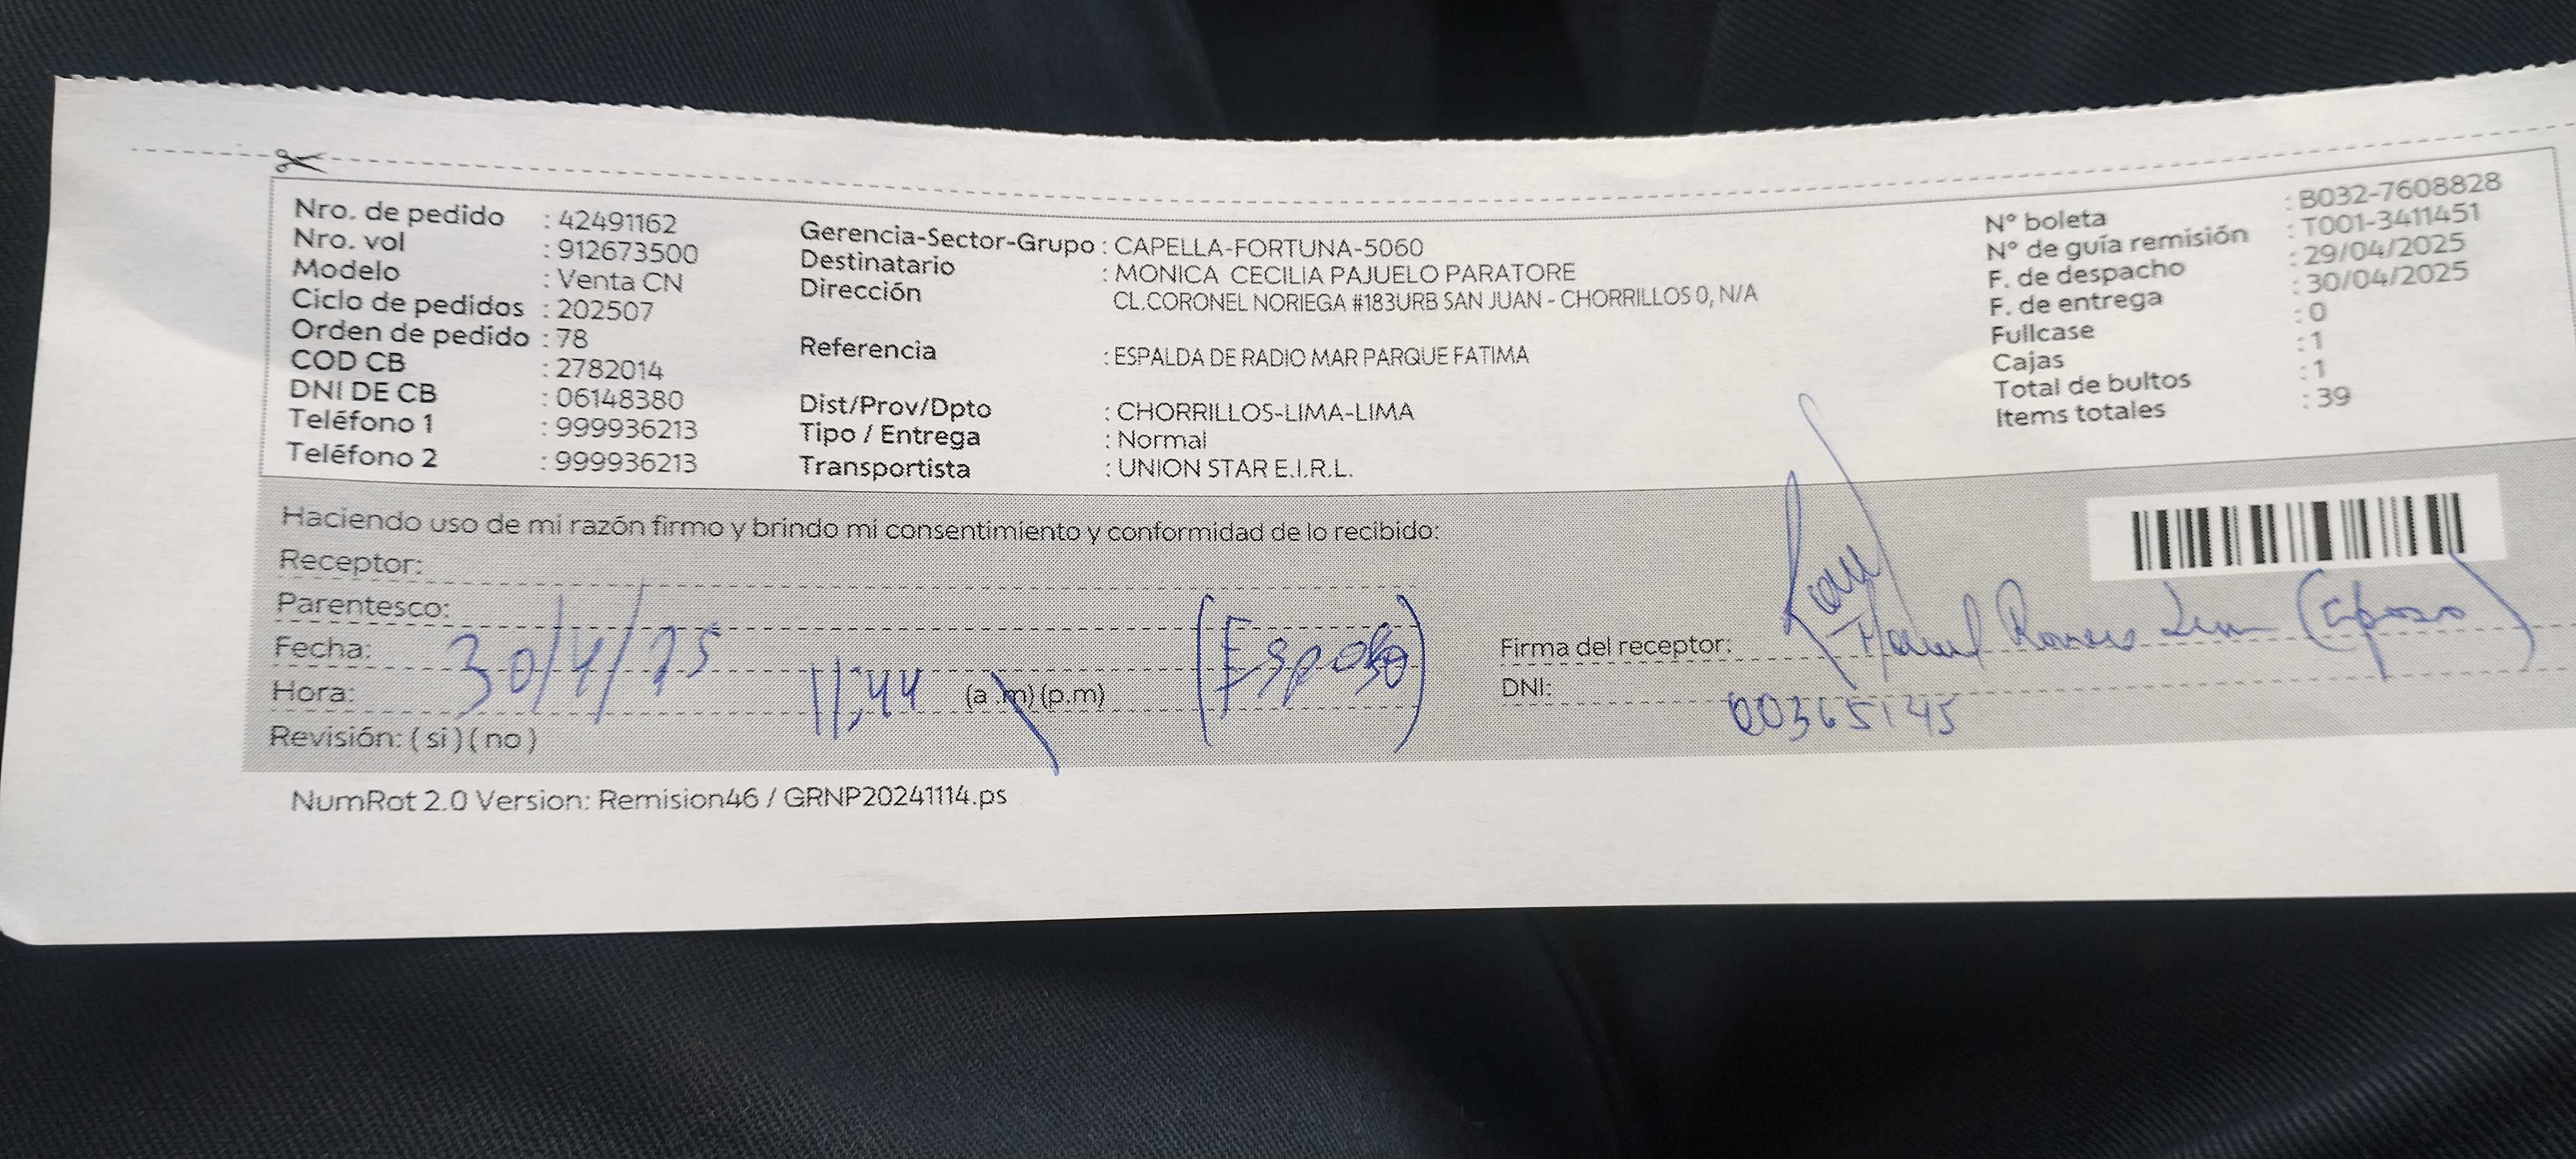 Nro. de pedido : 42491162
Nro. vol : 912673500
Modelo : Venta CN
Ciclo de pedidos : 202507
Orden de pedido : 78
COD CB : 2782014
DNI DE CB : 06148380
Teléfono 1 : 999936213
Teléfono 2 : 999936213
Gerencia-Sector-Grupo : CAPELLA-FORTUNA-5060
Destinatario : MONICA CECILIA PAJUELO PARATORE
Dirección CL.CORONEL NORIEGA #183URB SAN JUAN - CHORRILLOS 0, N/A
Referencia : ESPALDA DE RADIO MAR PARQUE FATIMA
Dist/Prov/Dpto : CHORRILLOS-LIMA-LIMA
Tipo / Entrega : Normal
Transportista : UNION STAR E.I.R.L.
N° boleta : B032-7608828
N° de guía remisión : T001-3411451
F. de despacho : 29/04/2025
F. de entrega : 30/04/2025
Fullcase : 0
Cajas : 1
Total de bultos : 1
Items totales : 39
Haciendo uso de mi razón firmo y brindo mi consentimiento y conformidad de lo recibido:
Receptor:
Parentesco:
Fecha: 30/4/25
Hora: 11:44 (a.m) (p.m) (Esposo)
Revisión: ( si ) ( no )
Firma del receptor: Manuel (Esposo)
DNI: 00365145
NumRot 2.0 Version: Remision46 / GRNP20241114.ps